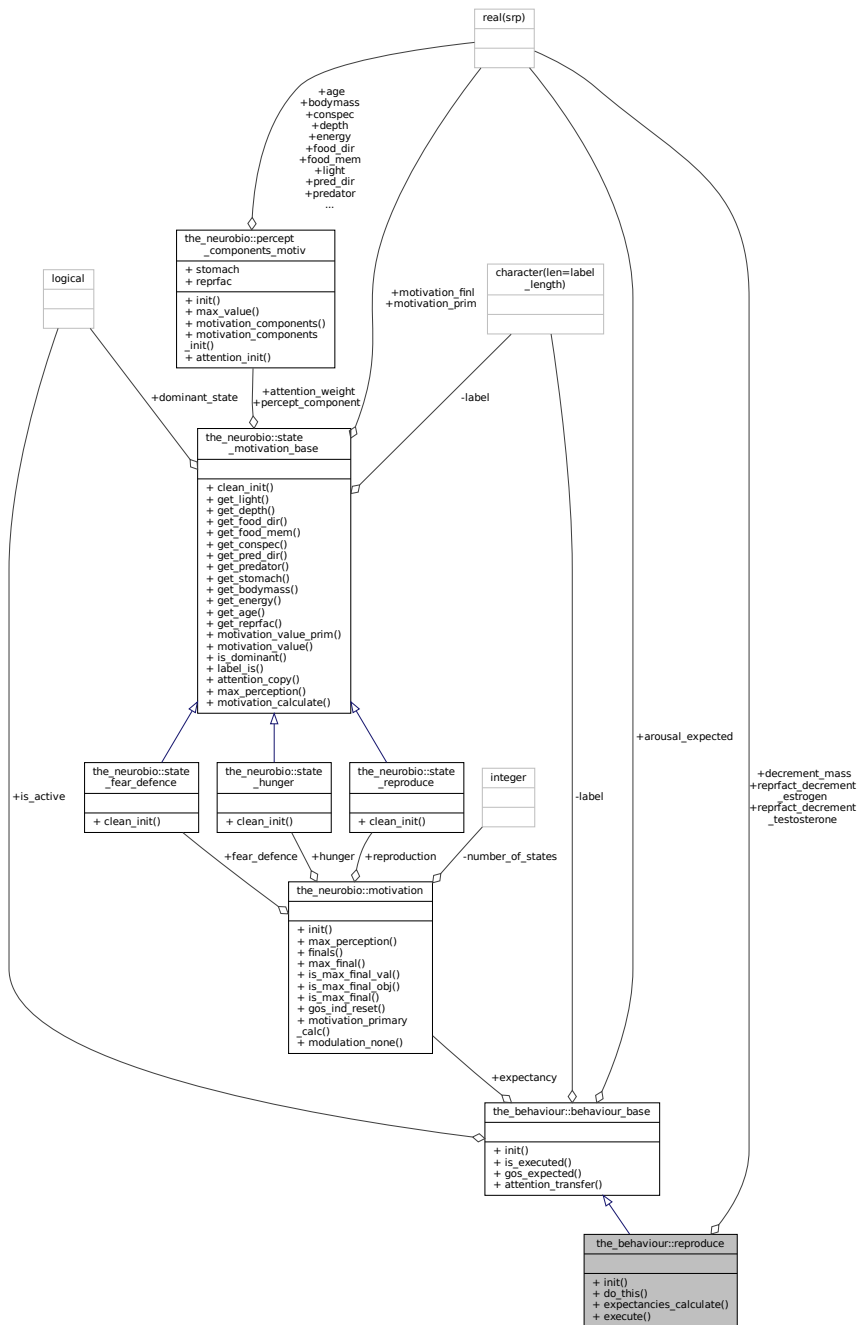 real(srp)
+age
+bodymass
+conspec
+depth
+energy
+food_dir
+food_mem
+light
+pred_dir
+predator
...
the_neurobio::percept
_components_motiv
+ stomach
+ reprfac
+ init()
+ max_value()
+ motivation_components()
+ motivation_components
_init()
+ attention_init()
logical
character(len=label
_length)
+motivation_finl
+motivation_prim
+dominant_state
+attention_weight
+percept_component
-label
the_neurobio::state
_motivation_base
+ clean_init()
+ get_light()
+ get_depth()
+ get_food_dir()
+ get_food_mem()
+ get_conspec()
+ get_pred_dir()
+ get_predator()
+ get_stomach()
+ get_bodymass()
+ get_energy()
+ get_age()
+ get_reprfac()
+ motivation_value_prim()
+ motivation_value()
+ is_dominant()
+ label_is()
+ attention_copy()
+ max_perception()
+ motivation_calculate()
+arousal_expected
the_neurobio::state
_fear_defence
+ clean_init()
the_neurobio::state
_hunger
+ clean_init()
the_neurobio::state
_reproduce
+ clean_init()
integer
+is_active
-label
+decrement_mass
+reprfact_decrement
_estrogen
+reprfact_decrement
_testosterone
+fear_defence
+hunger
+reproduction
-number_of_states
the_neurobio::motivation
+ init()
+ max_perception()
+ finals()
+ max_final()
+ is_max_final_val()
+ is_max_final_obj()
+ is_max_final()
+ gos_ind_reset()
+ motivation_primary
_calc()
+ modulation_none()
+expectancy
the_behaviour::behaviour_base
+ init()
+ is_executed()
+ gos_expected()
+ attention_transfer()
the_behaviour::reproduce
+ init()
+ do_this()
+ expectancies_calculate()
+ execute()